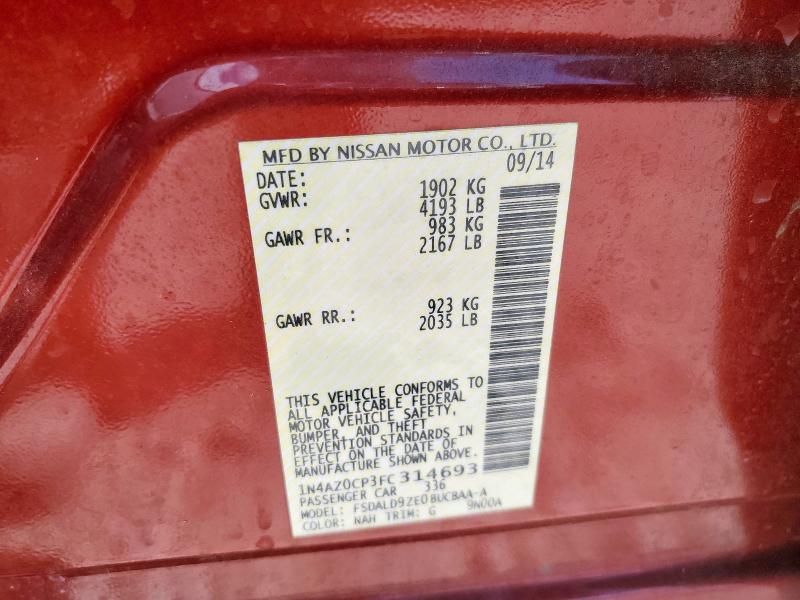 MFD BY NISSAN MOTOR CO., LTD.
DATE: 09/14
GVWR: 1902 KG
4193 LB
GAWR FR.: 983 KG
2167 LB
GAWR RR.: 923 KG
2035 LB
THIS VEHICLE CONFORMS TO
ALL APPLICABLE FEDERAL
MOTOR VEHICLE SAFETY,
BUMPER, AND THEFT
PREVENTION STANDARDS IN
EFFECT ON THE DATE OF
MANUFACTURE SHOWN ABOVE.
1N4AZ0CP3FC314693
PASSENGER CAR 336
MODEL: FSDALD9ZE0BUCBAA-A
COLOR: NAH TRIM: G 9N00A